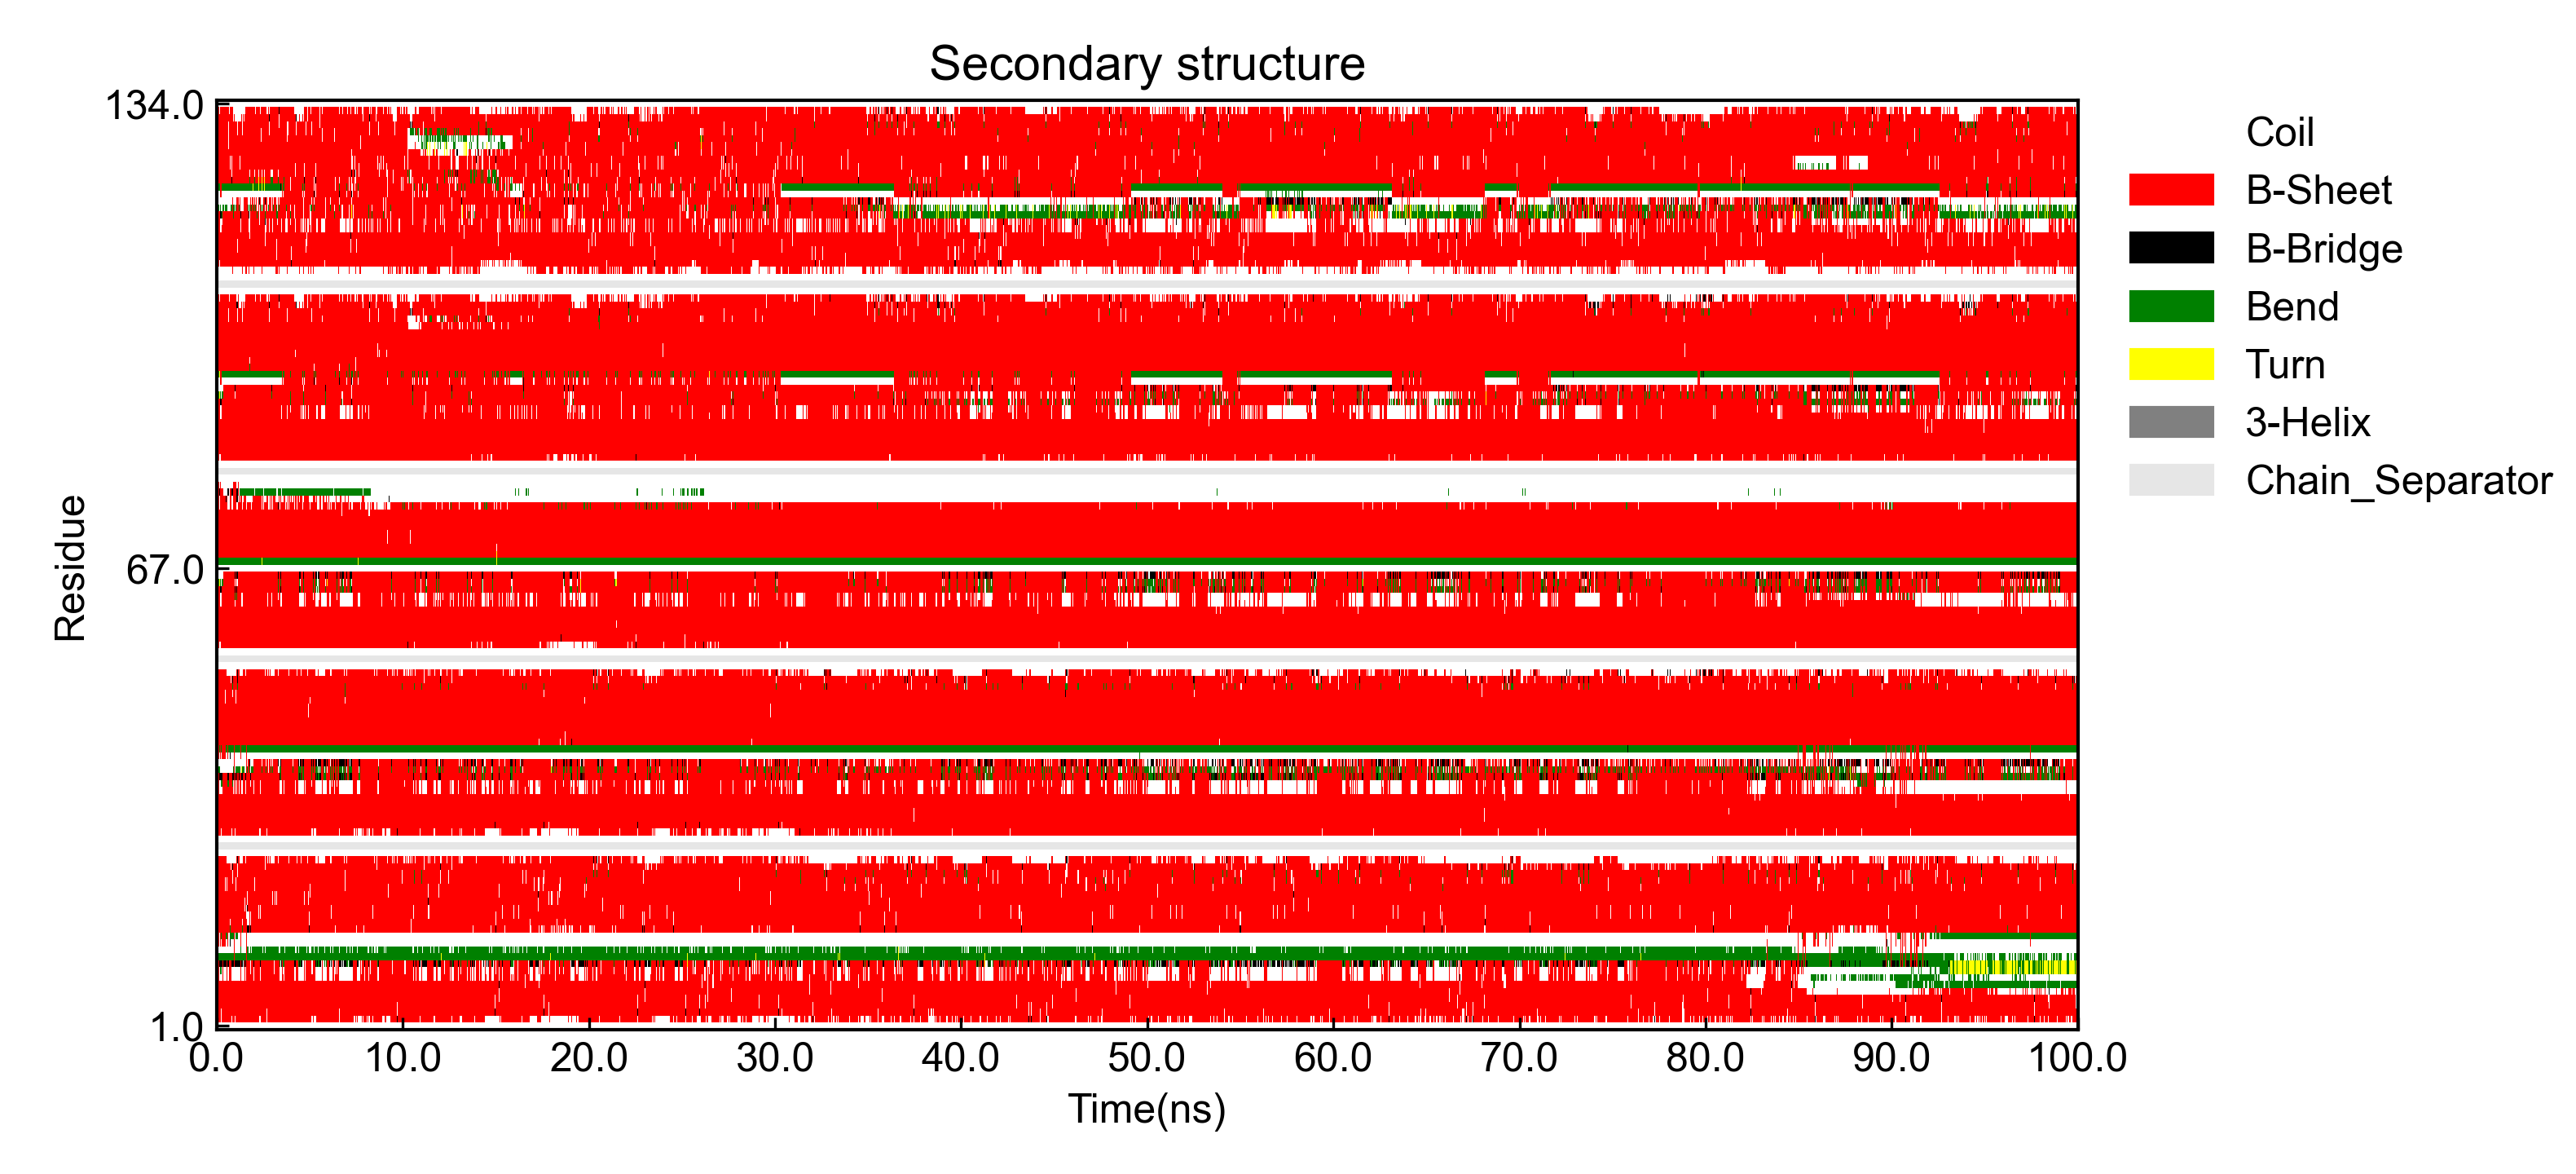 Secondary structure
134.0
67.0
1.0
Residue
0.0 10.0 20.0 30.0 40.0 50.0 60.0 70.0 80.0 90.0 100.0
Time(ns)
Coil
B-Sheet
B-Bridge
Bend
Turn
3-Helix
Chain_Separator